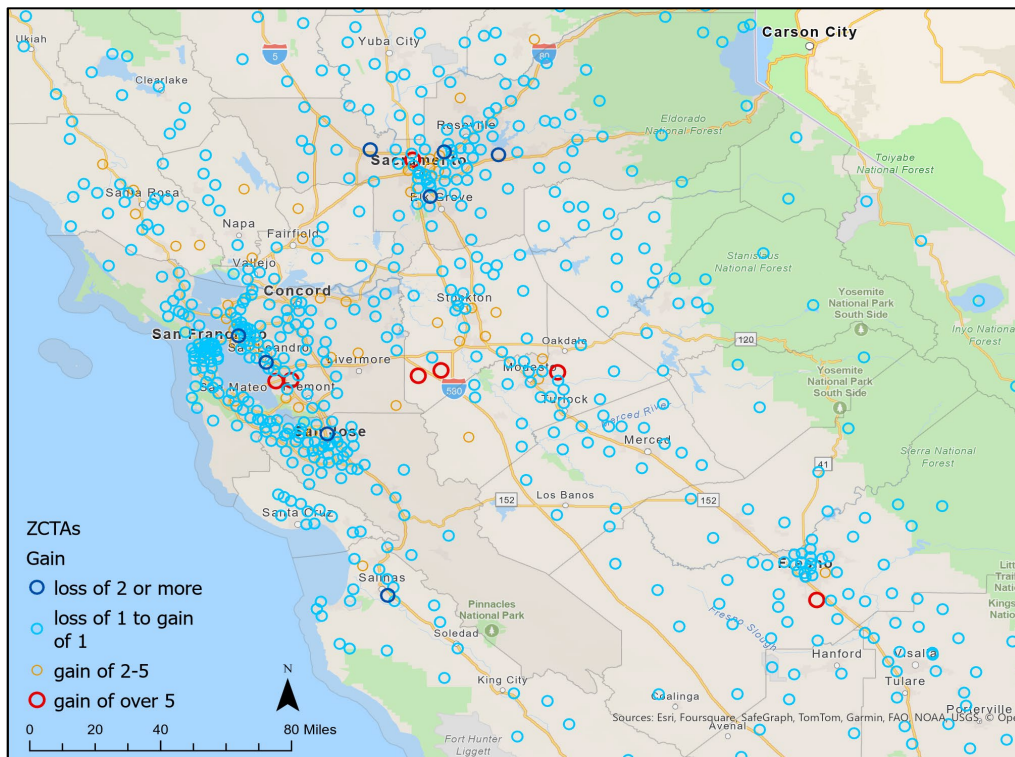 Ukiah
Yuba City
5
80
Carson City
Clearlake
Roseville
Eldorado
National Forest
Sacramento
Toiyabe
National Forest
Santa Rosa
Elk Grove
Napa
Fairfield
Vallejo
Stanislaus
National Forest
Concord
Stockton
Yosemite
National Park
South Side
Inyo National
Forest
San Francisco
San Leandro
Oakdale
120
Livermore
Modesto
San Mateo
Fremont
580
Yosemite
National Park
South Side
Turlock
Merced River
San Jose
Merced
Sierra National
Forest
41
152
Los Banos
152
Santa Cruz
ZCTAs
Gain
loss of 2 or more
loss of 1 to gain
of 1
gain of 2-5
gain of over 5
N
0 20 40 80 Miles
Fresno
Salinas
Pinnacles
National Park
Soledad
Fresno Slough
Hanford
Visalia
Tulare
King City
Coalinga
Porterville
Avenal
Fort Hunter
Liggett
Sources: Esri, Foursquare, SafeGraph, TomTom, Garmin, FAO, NOAA, USGS, ©